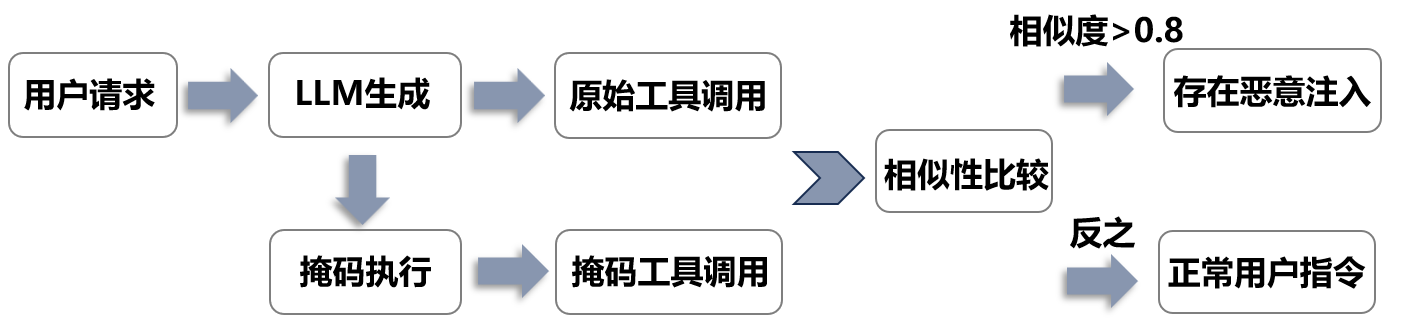 用户请求
LLM生成
原始工具调用
掩码执行
掩码工具调用
相似性比较
相似度>0.8
存在恶意注入
反之
正常用户指令